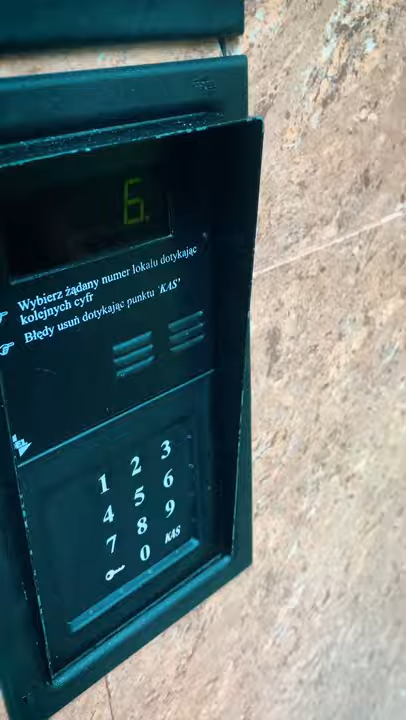 6.
Wybierz żądany numer lokalu dotykając
kolejnych cyfr
Błędy usuń dotykając punktu 'KAS'
1 2 3
4 5 6
7 8 9
0 KAS